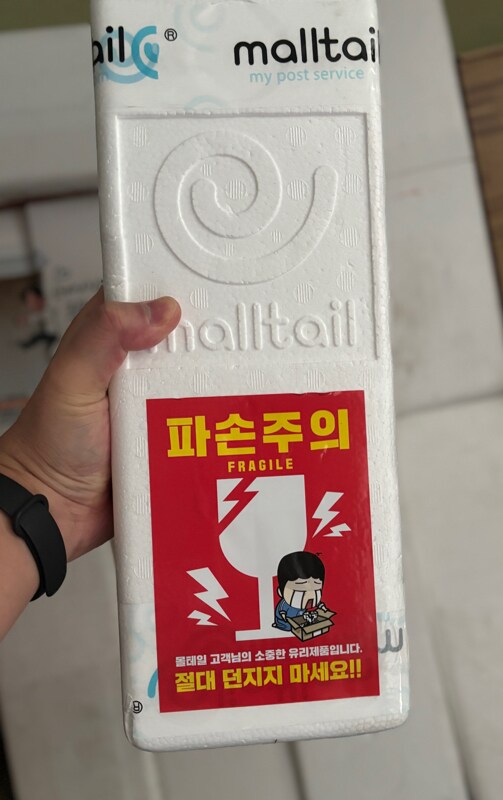 ail®
malltail
my post service
malltail
파손주의
FRAGILE
몰테일 고객님의 소중한 유리제품입니다.
절대 던지지 마세요!!